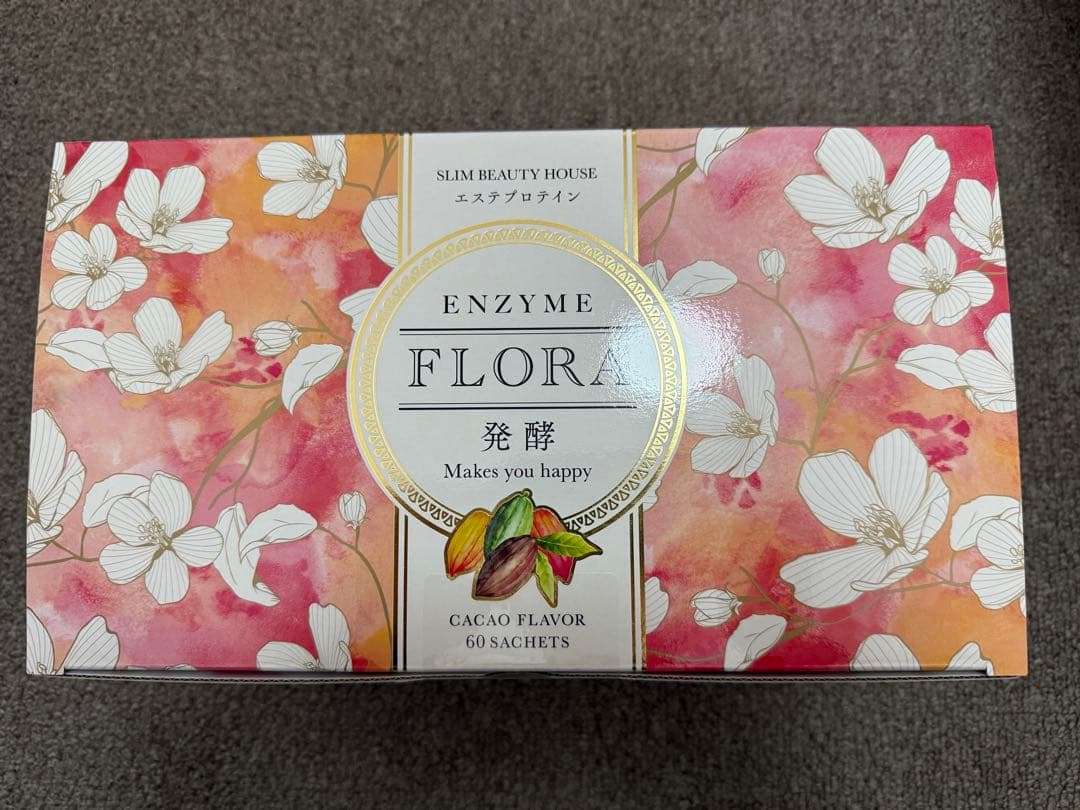 SLIM BEAUTY HOUSE
エステプロテイン
ENZYME
FLORA
発酵
Makes you happy
CACAO FLAVOR
60 SACHETS